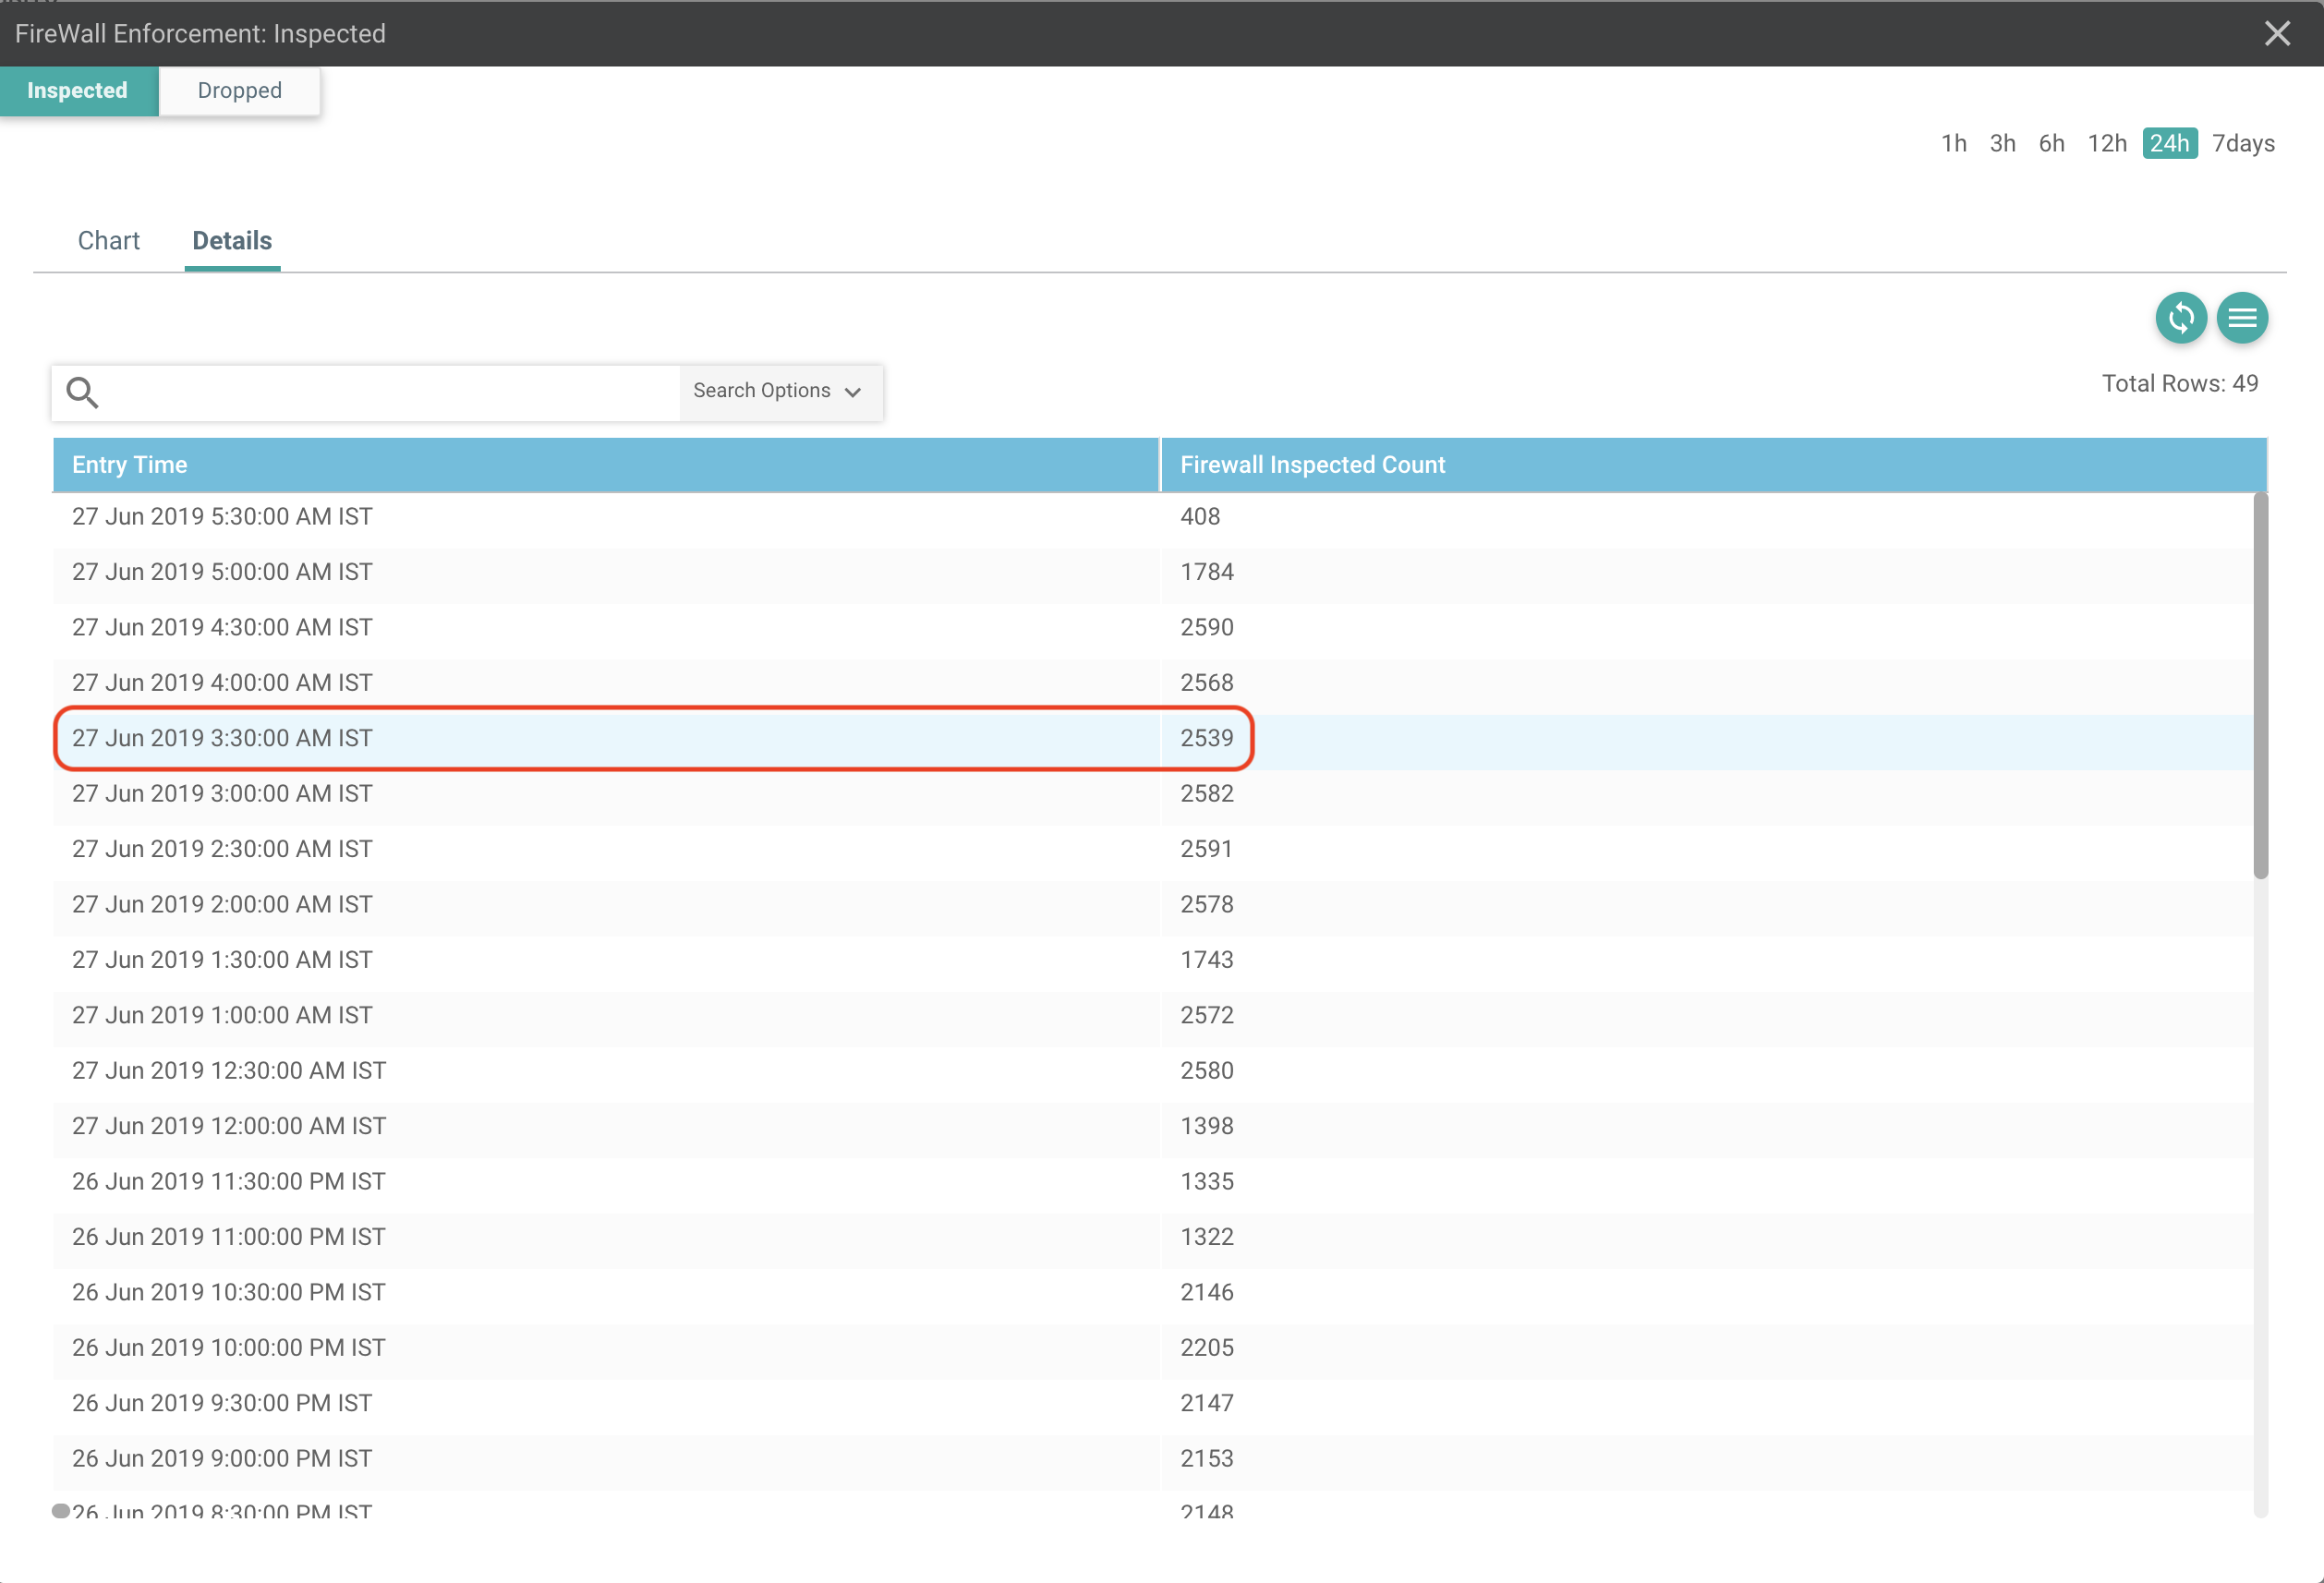 FireWall Enforcement: Inspected
Inspected Dropped
1h 3h 6h 12h 24h 7days
Chart Details
Search Options
Total Rows: 49
Entry Time Firewall Inspected Count
27 Jun 2019 5:30:00 AM IST 408
27 Jun 2019 5:00:00 AM IST 1784
27 Jun 2019 4:30:00 AM IST 2590
27 Jun 2019 4:00:00 AM IST 2568
27 Jun 2019 3:30:00 AM IST 2539
27 Jun 2019 3:00:00 AM IST 2582
27 Jun 2019 2:30:00 AM IST 2591
27 Jun 2019 2:00:00 AM IST 2578
27 Jun 2019 1:30:00 AM IST 1743
27 Jun 2019 1:00:00 AM IST 2572
27 Jun 2019 12:30:00 AM IST 2580
27 Jun 2019 12:00:00 AM IST 1398
26 Jun 2019 11:30:00 PM IST 1335
26 Jun 2019 11:00:00 PM IST 1322
26 Jun 2019 10:30:00 PM IST 2146
26 Jun 2019 10:00:00 PM IST 2205
26 Jun 2019 9:30:00 PM IST 2147
26 Jun 2019 9:00:00 PM IST 2153
26 Jun 2019 8:30:00 PM IST 2148